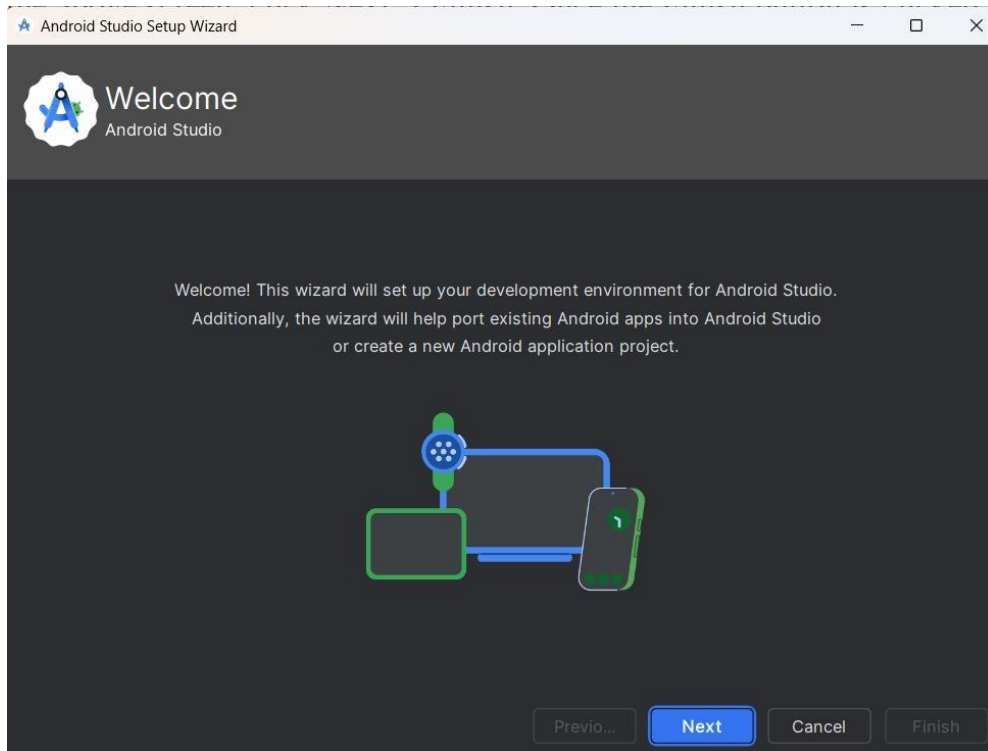 Android Studio Setup Wizard
Welcome
Android Studio
Welcome! This wizard will set up your development environment for Android Studio.
Additionally, the wizard will help port existing Android apps into Android Studio
or create a new Android application project.
Previo... Next Cancel Finish